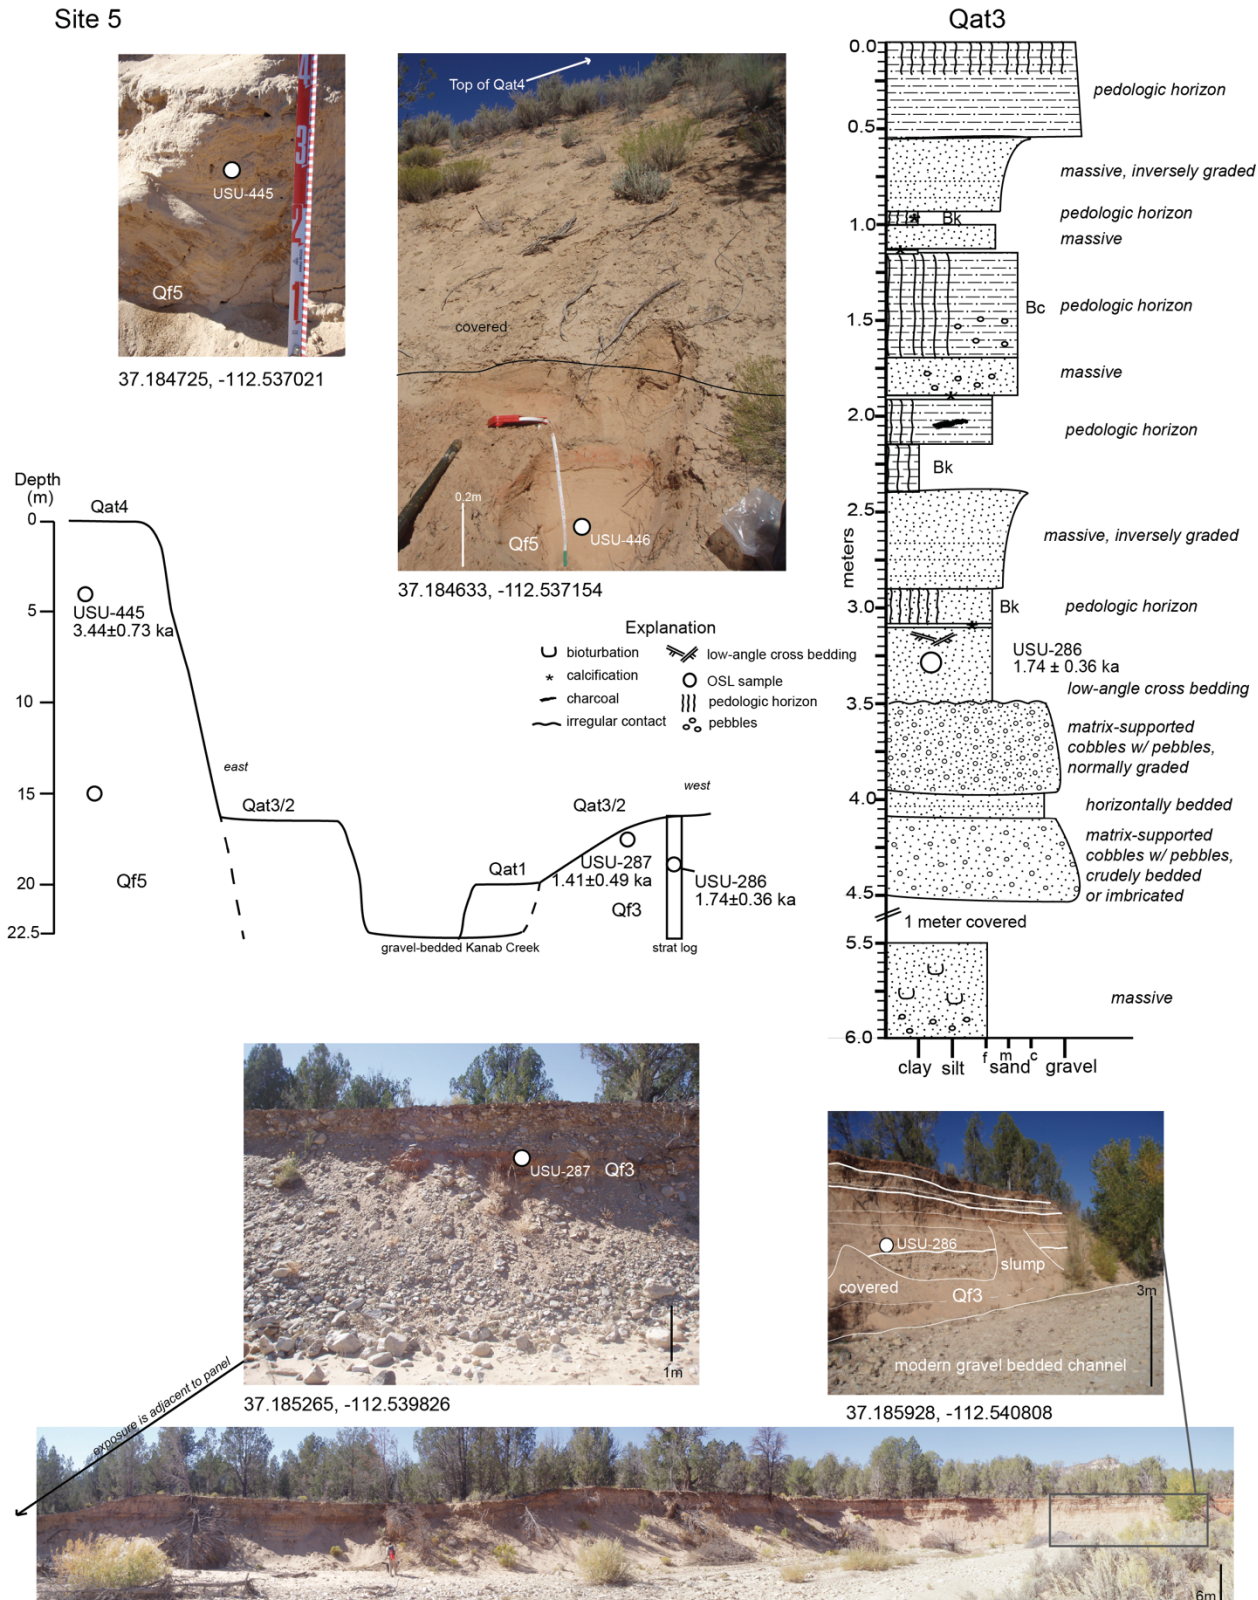 Site 5
Qat3
Top of Qat4
USU-445
Qf5
4
3
2
1
37.184725, -112.537021
covered
0.2m
Qf5
USU-446
37.184633, -112.537154
Depth
(m)
0
5
10
15
20
22.5
Qat4
USU-445
3.44±0.73 ka
east
Qat3/2
Qf5
Qat1
gravel-bedded Kanab Creek
west
Qat3/2
USU-287
1.41±0.49 ka
Qf3
USU-286
1.74±0.36 ka
strat log
Explanation
bioturbation
calcification
charcoal
irregular contact
low-angle cross bedding
OSL sample
pedologic horizon
pebbles
meters
0.0
0.5
1.0
1.5
2.0
2.5
3.0
3.5
4.0
4.5
5.5
6.0
pedologic horizon
massive, inversely graded
Bk
pedologic horizon
massive
Bc
pedologic horizon
massive
pedologic horizon
Bk
massive, inversely graded
Bk
pedologic horizon
USU-286
1.74 ± 0.36 ka
low-angle cross bedding
matrix-supported
cobbles w/ pebbles,
normally graded
horizontally bedded
matrix-supported
cobbles w/ pebbles,
crudely bedded
or imbricated
1 meter covered
massive
clay silt f sand m c gravel
USU-287
Qf3
1m
37.185265, -112.539826
USU-286
slump
covered
Qf3
3m
modern gravel bedded channel
37.185928, -112.540808
exposure is adjacent to panel
6m